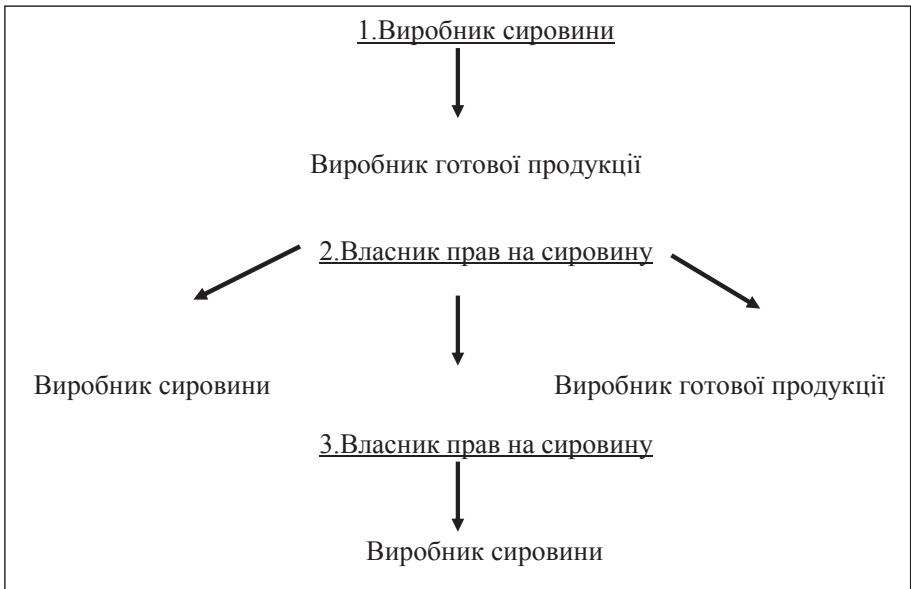 1.Виробник сировини
Виробник готової продукції
2.Власник прав на сировину
Виробник сировини
Виробник готової продукції
3.Власник прав на сировину
Виробник сировини